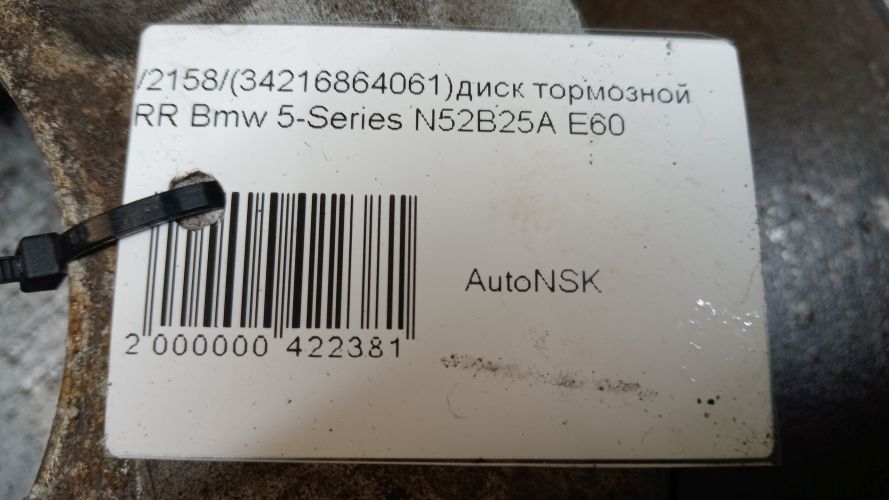 /2158/(34216864061)диск тормозной
RR Bmw 5-Series N52B25A E60
AutoNSK
2 000000 422381